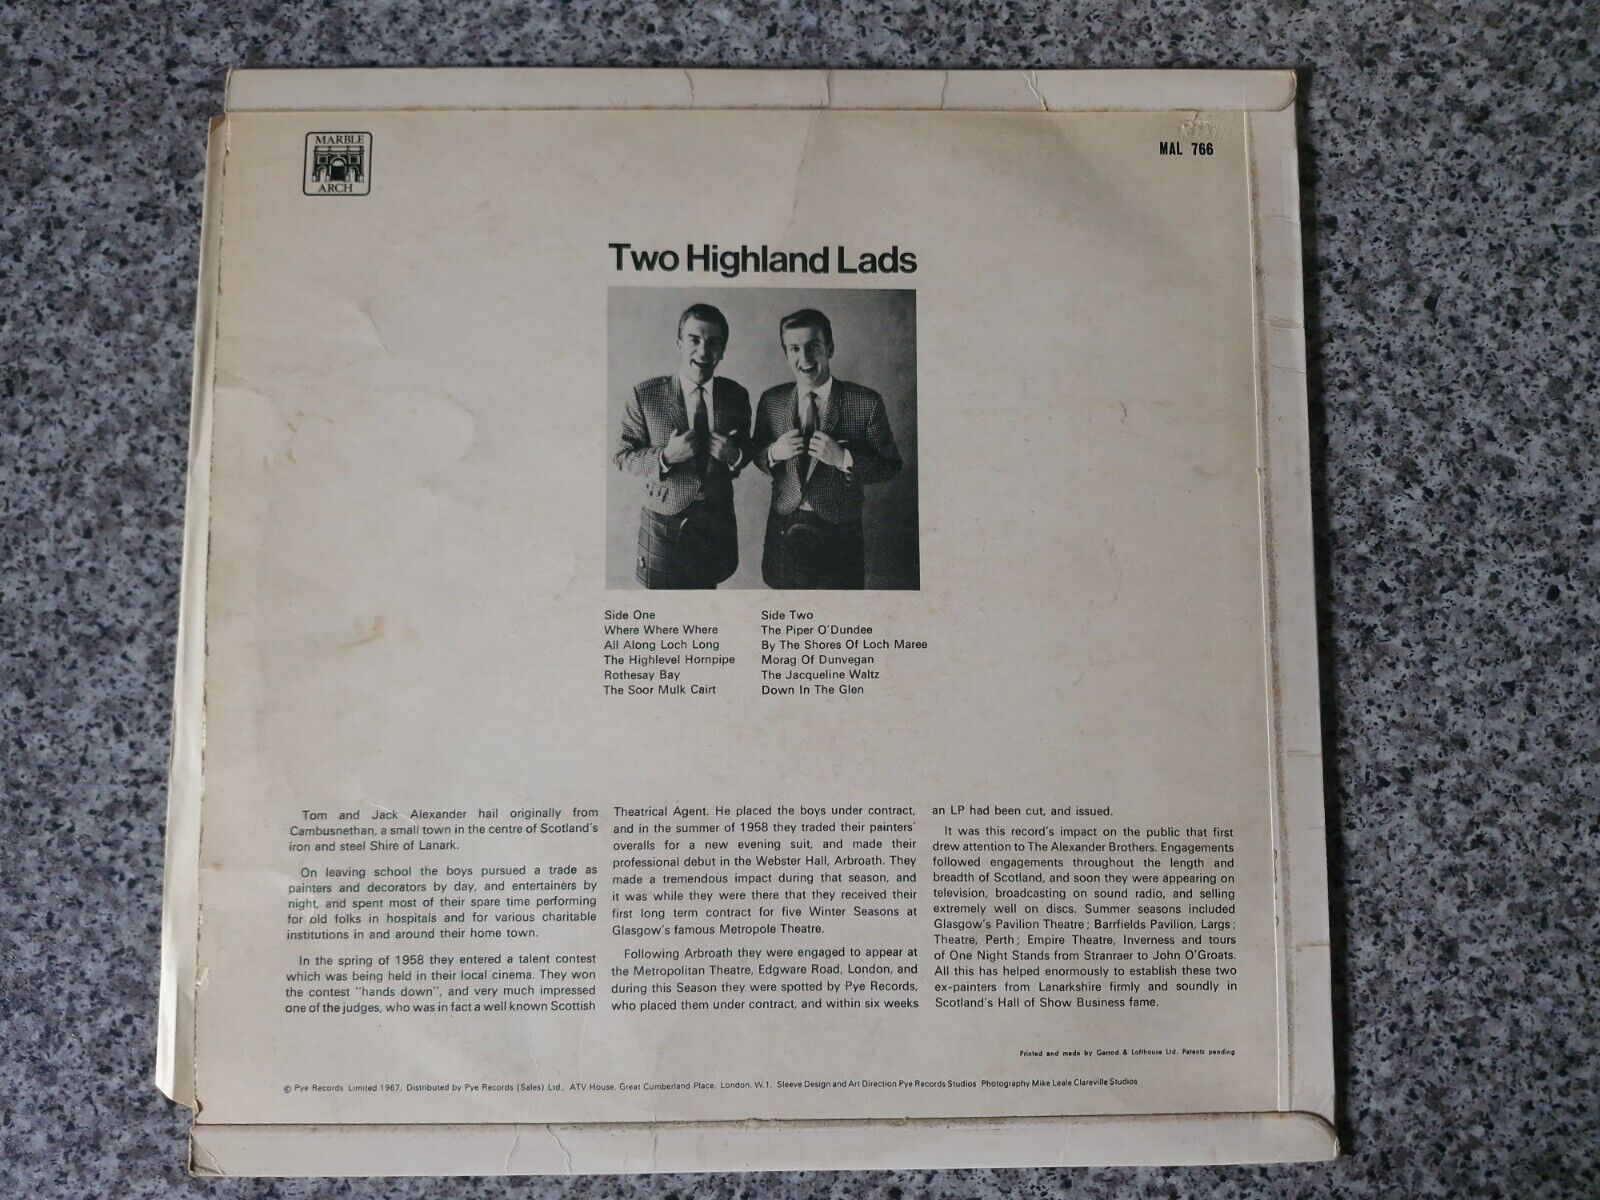 MARBLE
ARCH
MAL 766
Two Highland Lads
Side One
Where Where Where
All Along Loch Long
The Highlevel Hornpipe
Rothesay Bay
The Soor Mulk Cairt
Side Two
The Piper O'Dundee
By The Shores Of Loch Maree
Morag Of Dunvegan
The Jacqueline Waltz
Down In The Glen
Tom and Jack Alexander hail originally from
Cambusnethan, a small town in the centre of Scotland's
iron and steel Shire of Lanark.
On leaving school the boys pursued a trade as
painters and decorators by day, and entertainers by
night, and spent most of their spare time performing
for old folks in hospitals and for various charitable
institutions in and around their home town.
In the spring of 1958 they entered a talent contest
which was being held in their local cinema. They won
the contest "hands down", and very much impressed
one of the judges, who was in fact a well known Scottish
Theatrical Agent. He placed the boys under contract,
and in the summer of 1958 they traded their painters'
overalls for a new evening suit, and made their
professional debut in the Webster Hall, Arbroath. They
made a tremendous impact during that season, and
it was while they were there that they received their
first long term contract for five Winter Seasons at
Glasgow's famous Metropole Theatre.
Following Arbroath they were engaged to appear at
the Metropolitan Theatre, Edgware Road, London, and
during this Season they were spotted by Pye Records,
who placed them under contract, and within six weeks
an LP had been cut, and issued.
It was this record's impact on the public that first
drew attention to The Alexander Brothers. Engagements
followed engagements throughout the length and
breadth of Scotland, and soon they were appearing on
television, broadcasting on sound radio, and selling
extremely well on discs. Summer seasons included
Glasgow's Pavilion Theatre; Barrfields Pavilion, Largs;
Theatre, Perth; Empire Theatre, Inverness and tours
of One Night Stands from Stranraer to John O'Groats.
All this has helped enormously to establish these two
ex-painters from Lanarkshire firmly and soundly in
Scotland's Hall of Show Business fame.
Printed and made by Garrod & Lofthouse Ltd. Patents pending
© Pye Records Limited 1967. Distributed by Pye Records (Sales) Ltd., ATV House, Great Cumberland Place, London, W.1. Sleeve Design and Art Direction Pye Records Studios Photography Mike Leale Clareville Studios